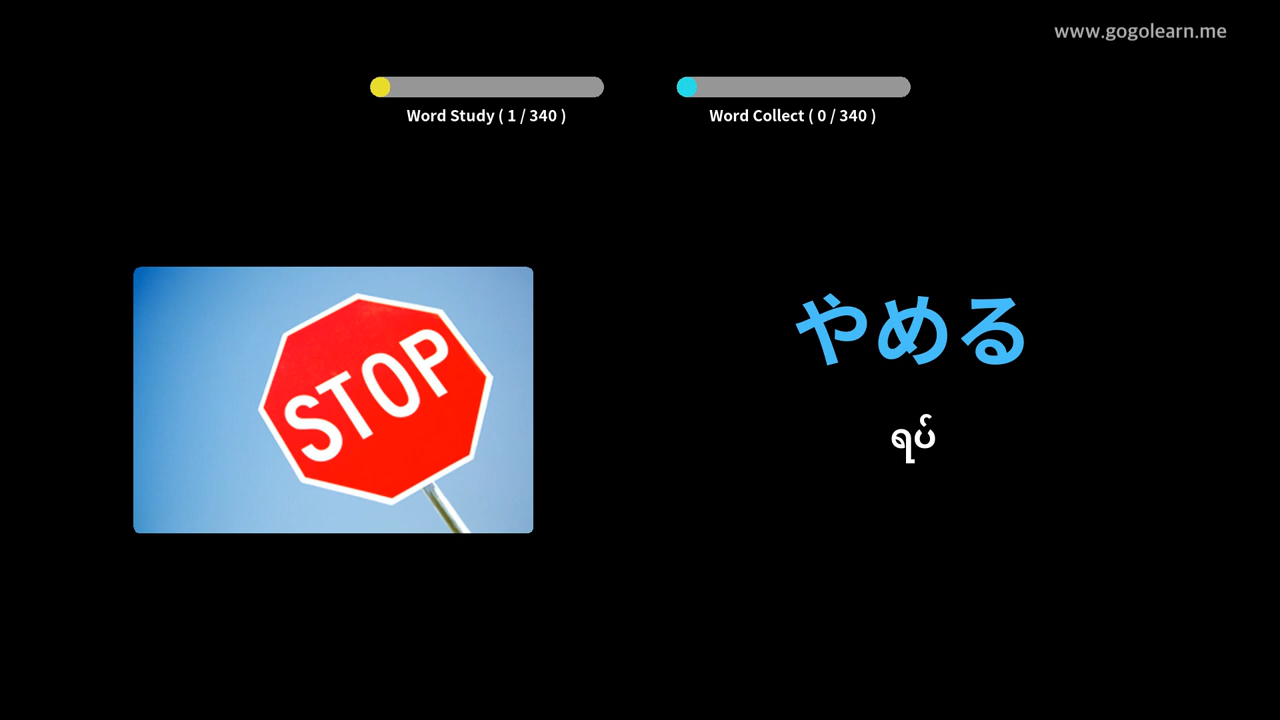 www.gogolearn.me
Word Study ( 1 / 340 )
Word Collect ( 0 / 340 )
STOP
やめる
ရပ်